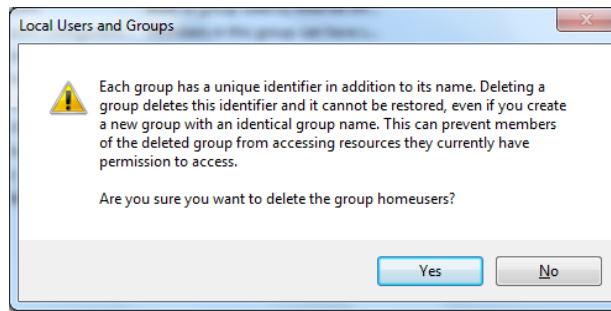 Local Users and Groups
Each group has a unique identifier in addition to its name. Deleting a
group deletes this identifier and it cannot be restored, even if you create
a new group with an identical group name. This can prevent members
of the deleted group from accessing resources they currently have
permission to access.
Are you sure you want to delete the group homeusers?
Yes No